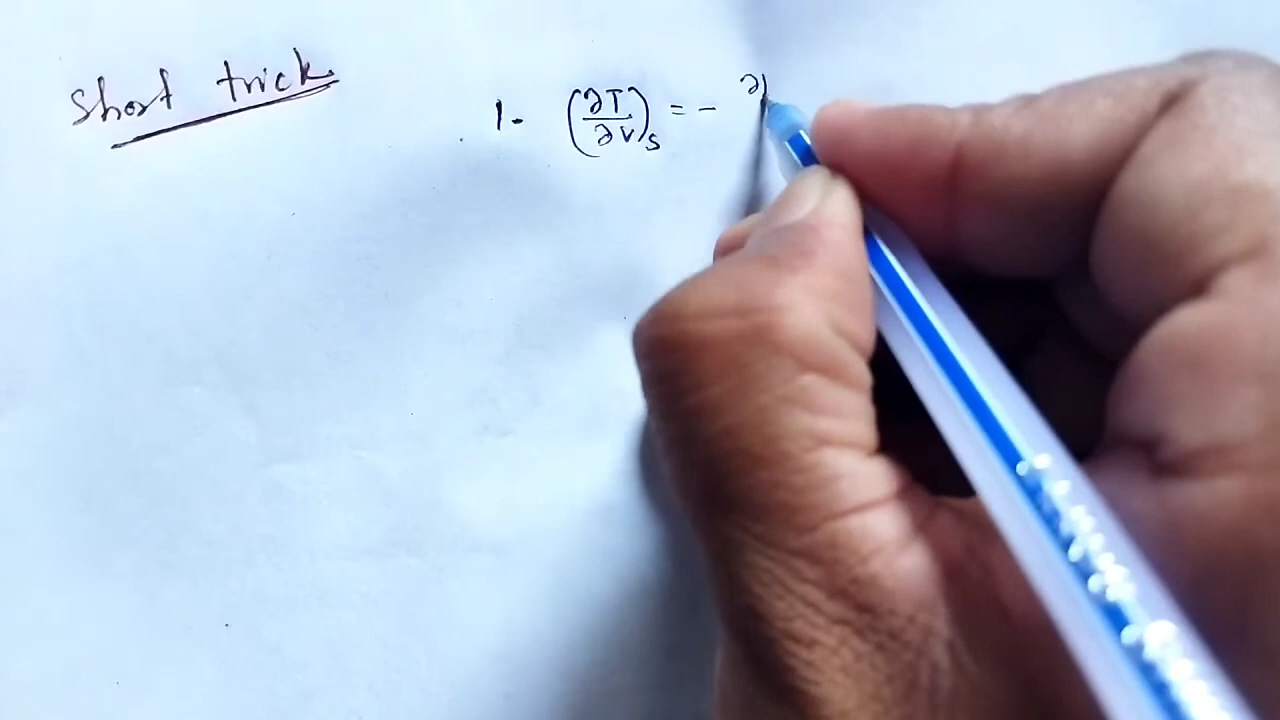 Short trick
1. (∂T/∂V)s = - ∂